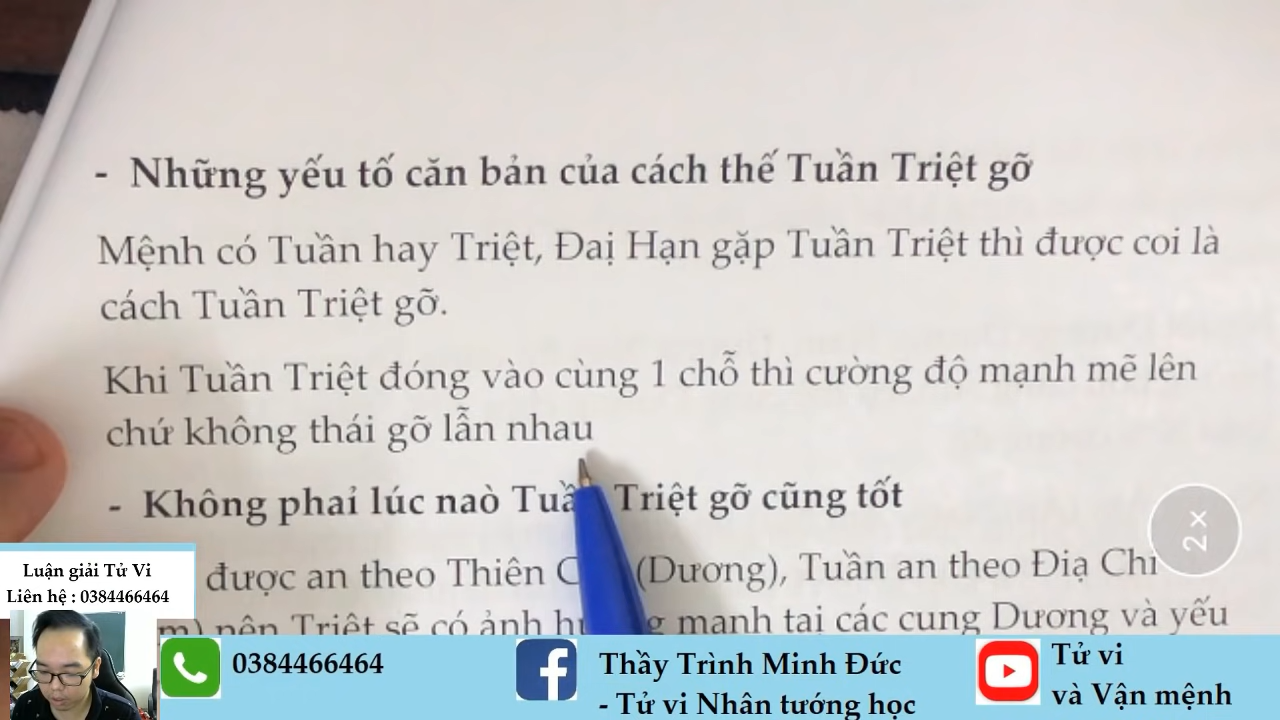 - Những yếu tố căn bản của cách thế Tuần Triệt gỡ
Mệnh có Tuần hay Triệt, Đaị Hạn gặp Tuần Triệt thì được coi là
cách Tuần Triệt gỡ.
Khi Tuần Triệt đóng vào cùng 1 chỗ thì cường độ mạnh mẽ lên
chứ không thái gỡ lẫn nhau
- Không phaỉ lúc naò Triệt gỡ cũng tốt
được an theo Thiên (Dương), Tuần an theo Điạ Chi
nên Triệt sẽ có ảnh mạnh tại các cung Dương và yếu
2×
Luận giải Tử Vi
Liên hệ : 0384466464
0384466464
Thầy Trình Minh Đức
- Tử vi Nhân tướng học
Tử vi
và Vận mệnh